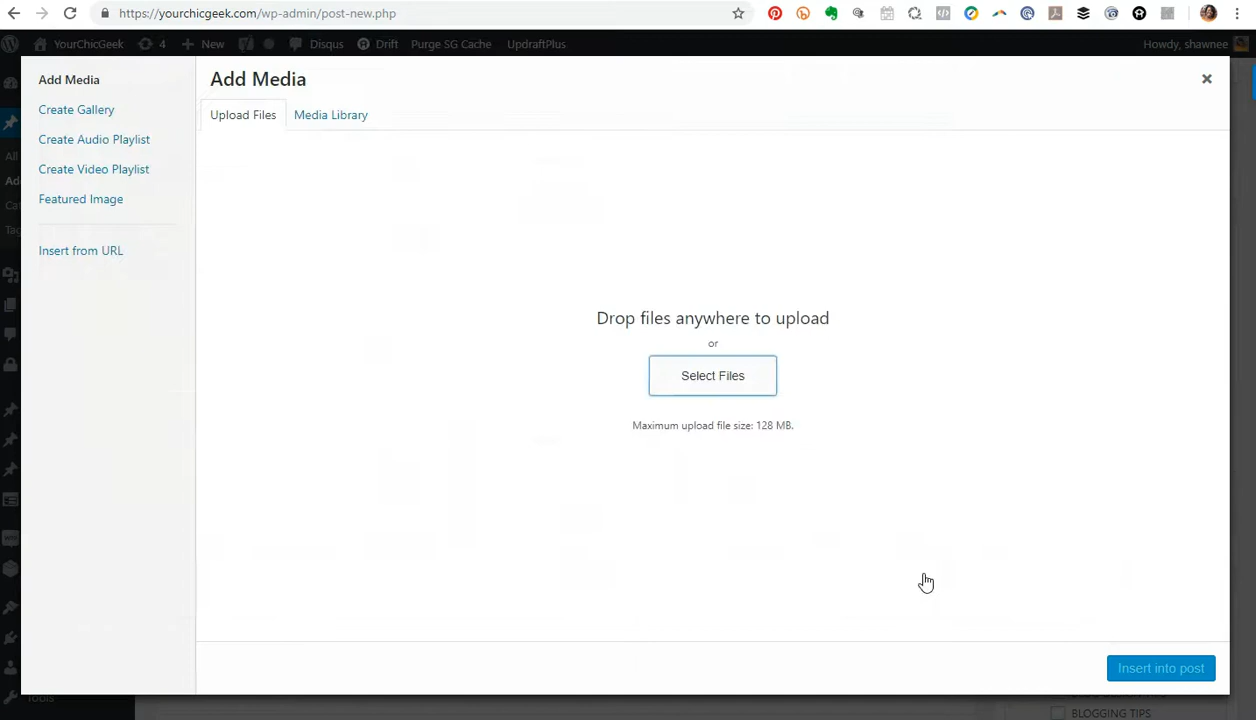 https://yourchicgeek.com/wp-admin/post-new.php
YourChicGeek 4 New Disqus Drift Purge SG Cache UpdraftPlus Howdy, shawnee
Add Media
Create Gallery
Create Audio Playlist
Create Video Playlist
Featured Image
Insert from URL
Add Media
Upload Files Media Library
Drop files anywhere to upload
or
Select Files
Maximum upload file size: 128 MB.
Insert into post
All
Tools
BLOGGING TIPS